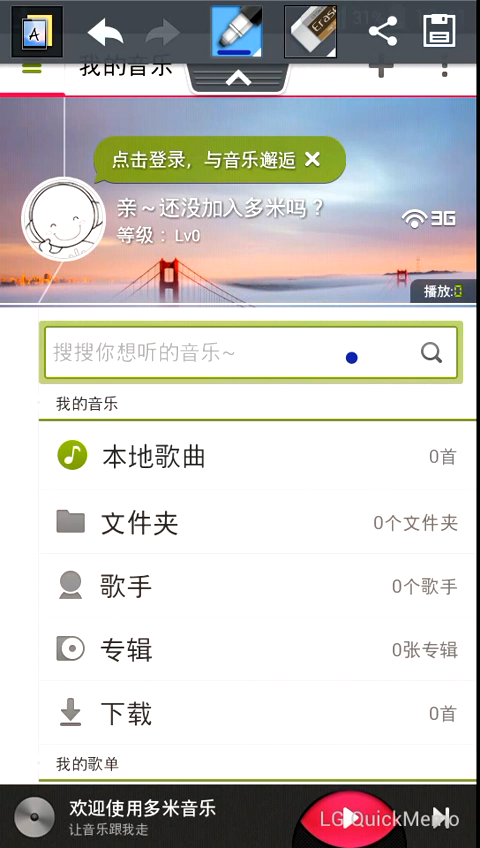 31%
我的音乐
点击登录，与音乐邂逅
亲～还没加入多米吗？
等级：Lv0
3G
播放:0
搜搜你想听的音乐~
我的音乐
本地歌曲 0首
文件夹 0个文件夹
歌手 0个歌手
专辑 0张专辑
下载 0首
我的歌单
欢迎使用多米音乐
让音乐跟我走
LG QuickMemo